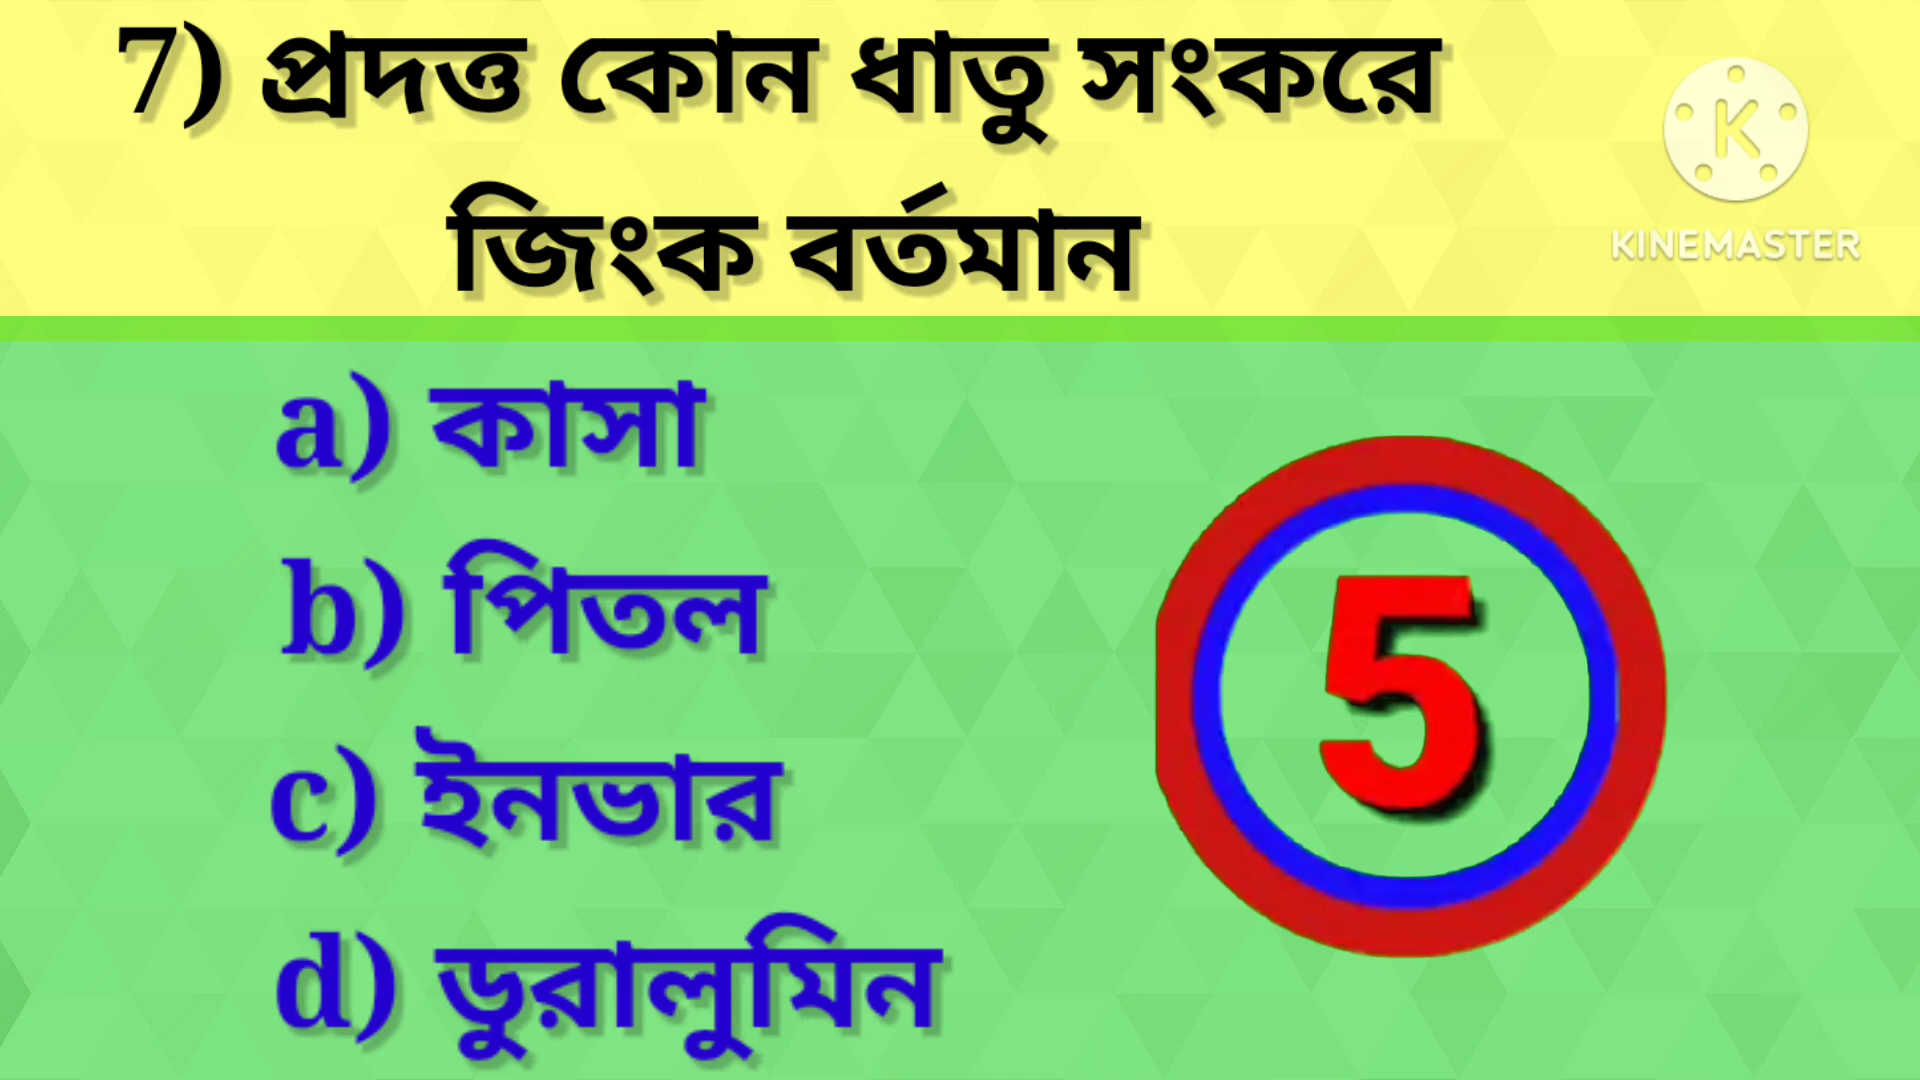 7) প্রদত্ত কোন ধাতু সংকরে
জিংক বর্তমান
KINEMASTER
a) কাসা
b) পিতল
c) ইনভার
d) ডুরালুমিন
5